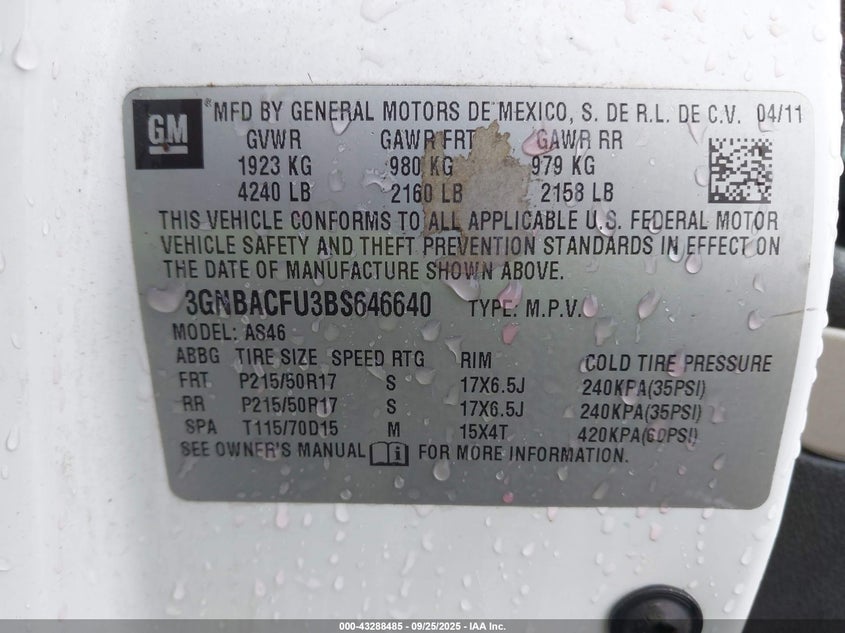 GM ® MFD BY GENERAL MOTORS DE MEXICO, S. DE R.L. DE C.V. 04/11
GVWR GAWR FRT GAWR RR
1923 KG 980 KG 979 KG
4240 LB 2160 LB 2158 LB
THIS VEHICLE CONFORMS TO ALL APPLICABLE U.S. FEDERAL MOTOR
VEHICLE SAFETY AND THEFT PREVENTION STANDARDS IN EFFECT ON
THE DATE OF MANUFACTURE SHOWN ABOVE.
3GNBACFU3BS646640 TYPE: M.P.V.
MODEL: AS46
ABBG TIRE SIZE SPEED RTG RIM COLD TIRE PRESSURE
FRT P215/50R17 S 17X6.5J 240KPA(35PSI)
RR P215/50R17 S 17X6.5J 240KPA(35PSI)
SPA T115/70D15 M 15X4T 420KPA(60PSI)
SEE OWNER'S MANUAL i FOR MORE INFORMATION.
000-43288485 - 09/25/2025 - IAA Inc.